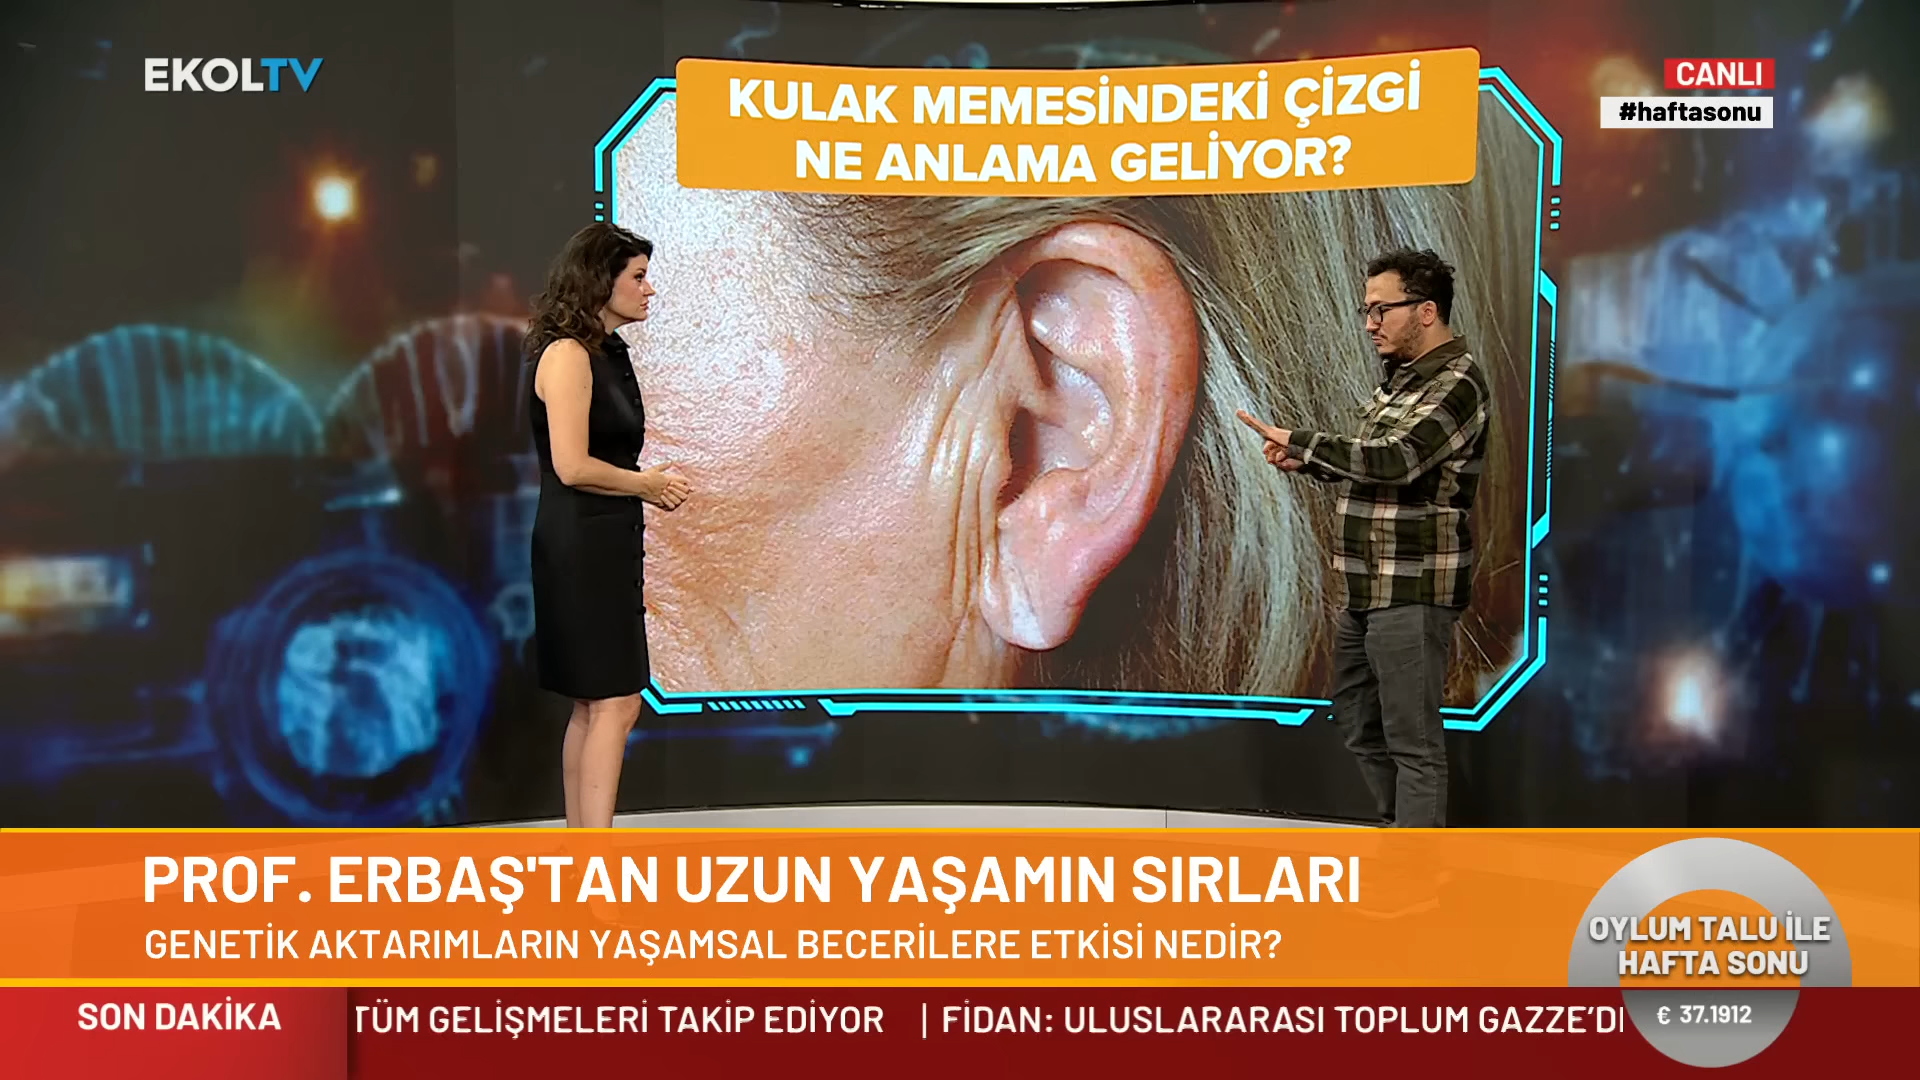 EKOLTV
CANLI
#haftasonu
KULAK MEMESİNDEKİ ÇİZGİ
NE ANLAMA GELİYOR?
PROF. ERBAŞ'TAN UZUN YAŞAMIN SIRLARI
GENETİK AKTARIMLARIN YAŞAMSAL BECERİLERE ETKİSİ NEDİR?
OYLUM TALU İLE
HAFTA SONU
SON DAKİKA
TÜM GELİŞMELERİ TAKİP EDİYOR | FİDAN: ULUSLARARASI TOPLUM GAZZE’DE
€ 37.1912